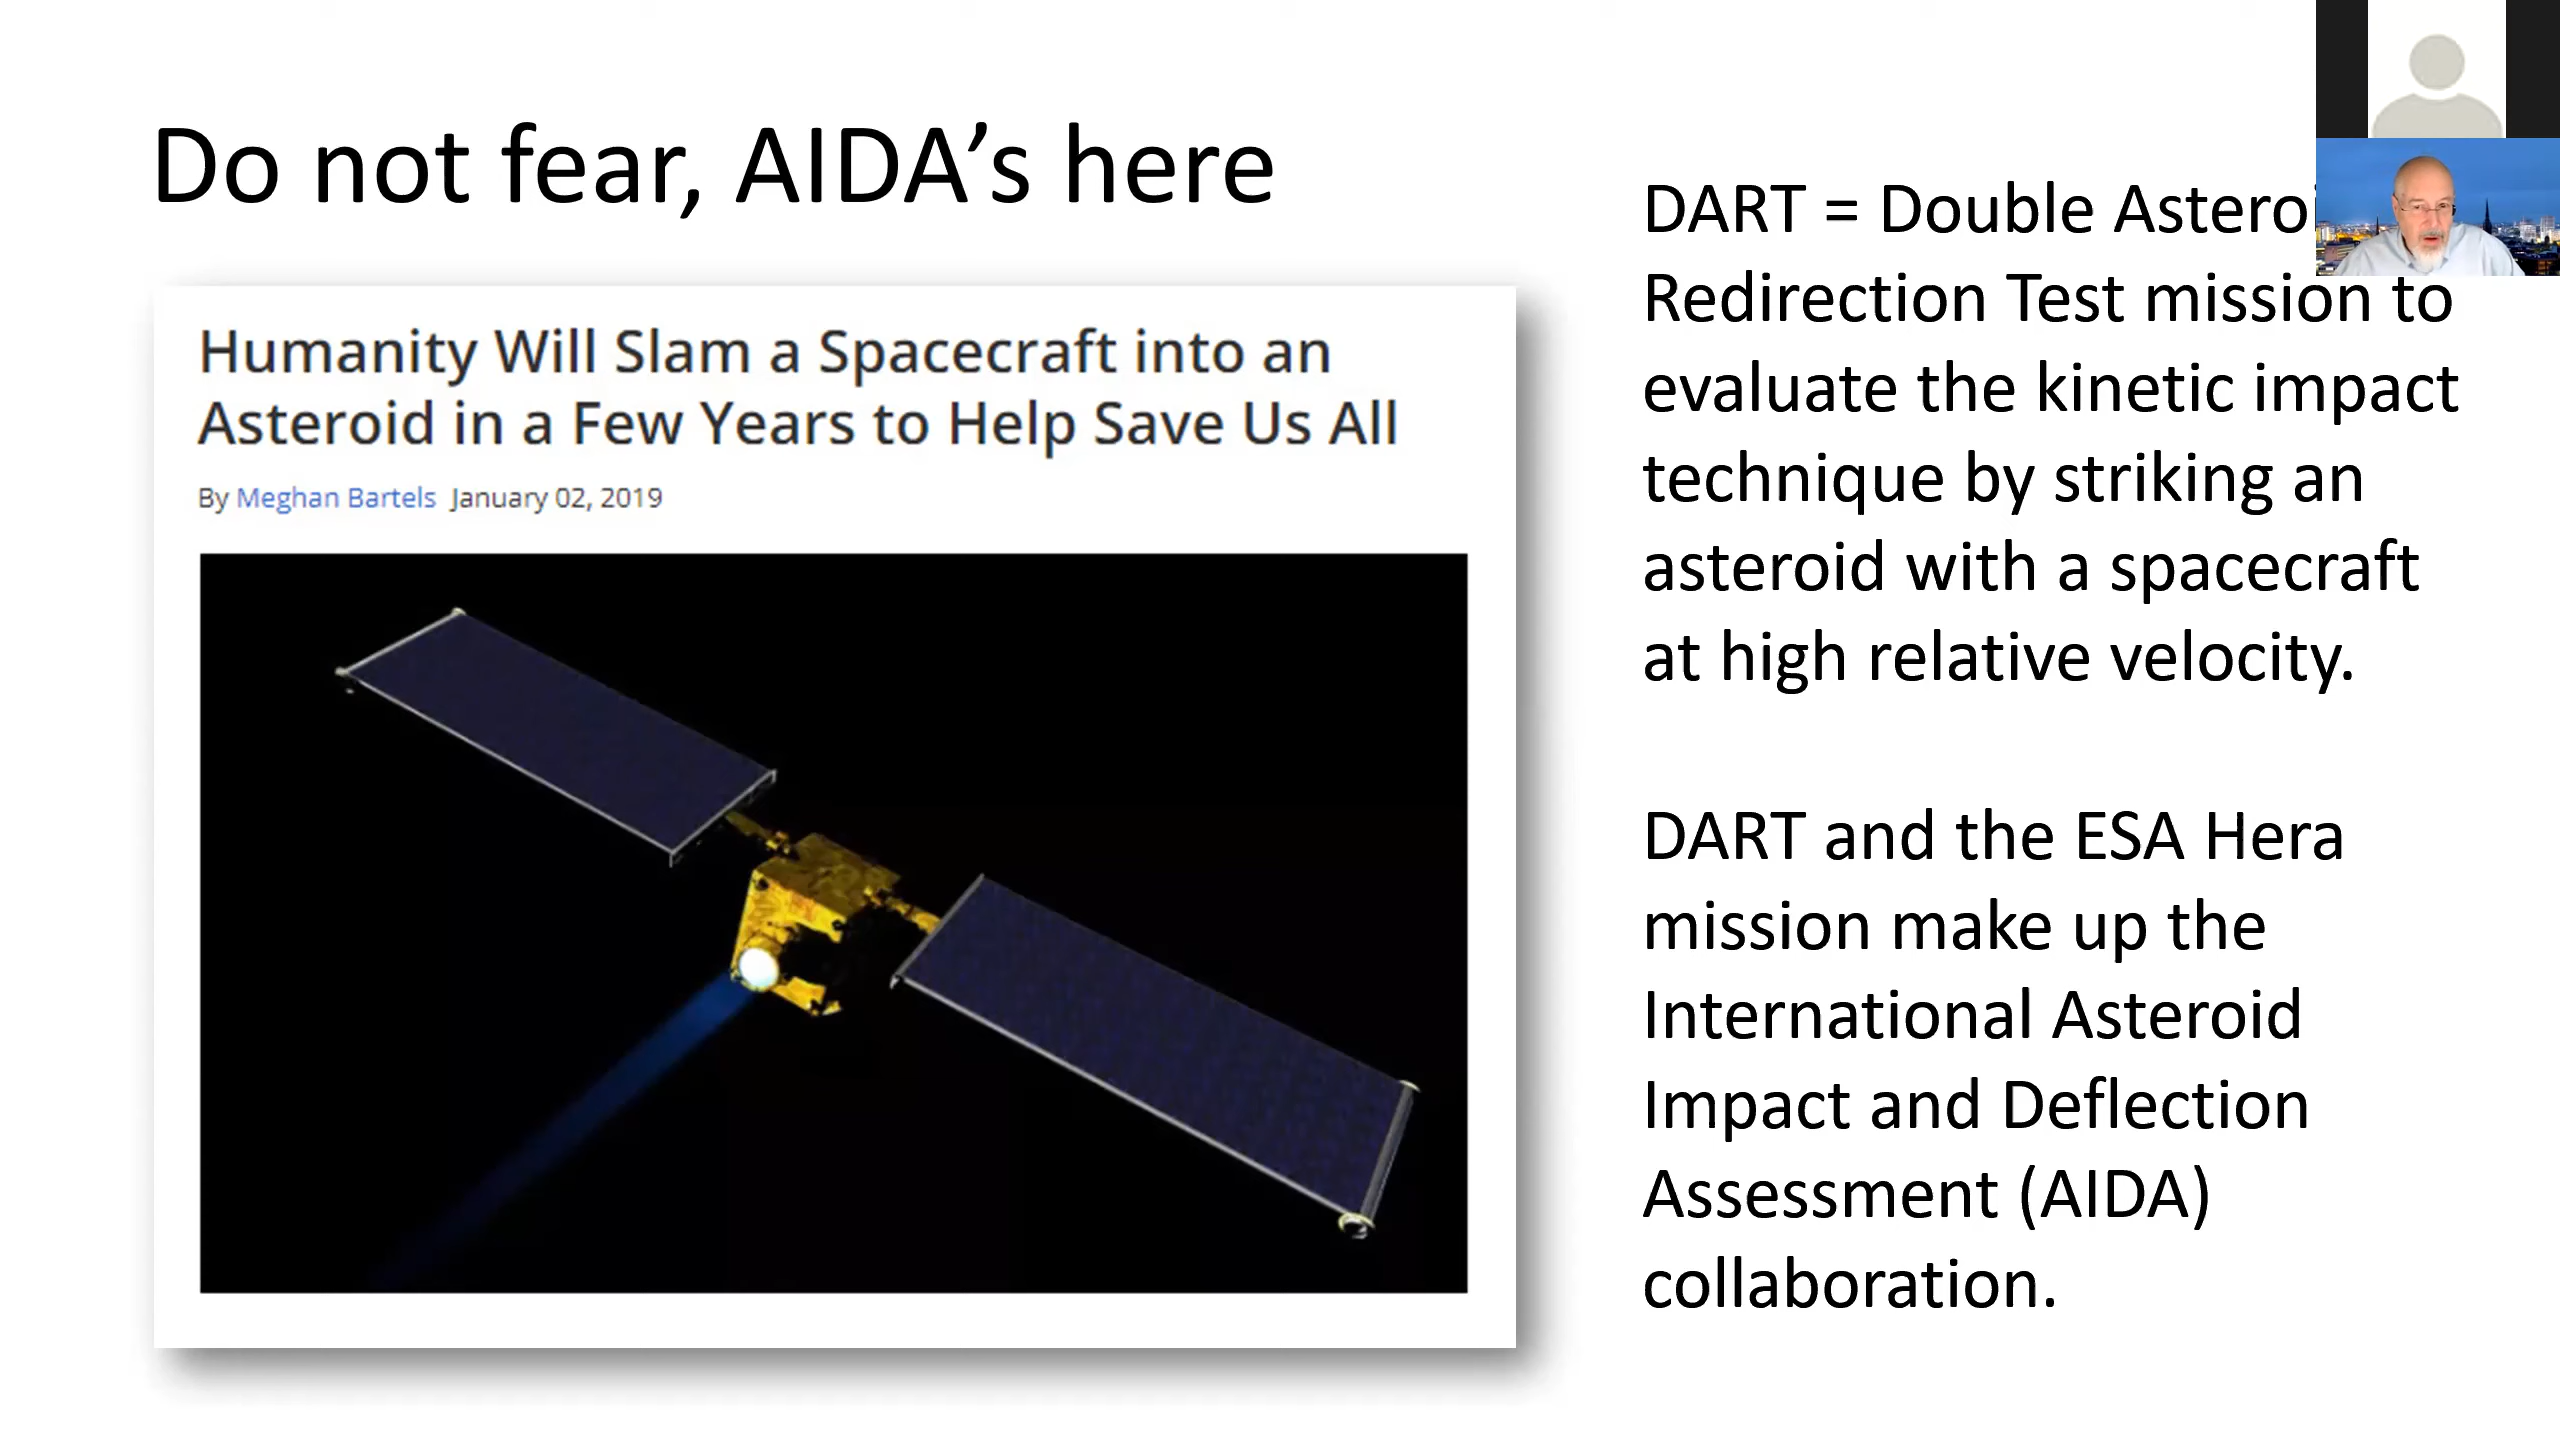 Do not fear, AIDA’s here
Humanity Will Slam a Spacecraft into an
Asteroid in a Few Years to Help Save Us All
By Meghan Bartels January 02, 2019
DART = Double
Redirection Test mission to
evaluate the kinetic impact
technique by striking an
asteroid with a spacecraft
at high relative velocity.
DART and the ESA Hera
mission make up the
International Asteroid
Impact and Deflection
Assessment (AIDA)
collaboration.